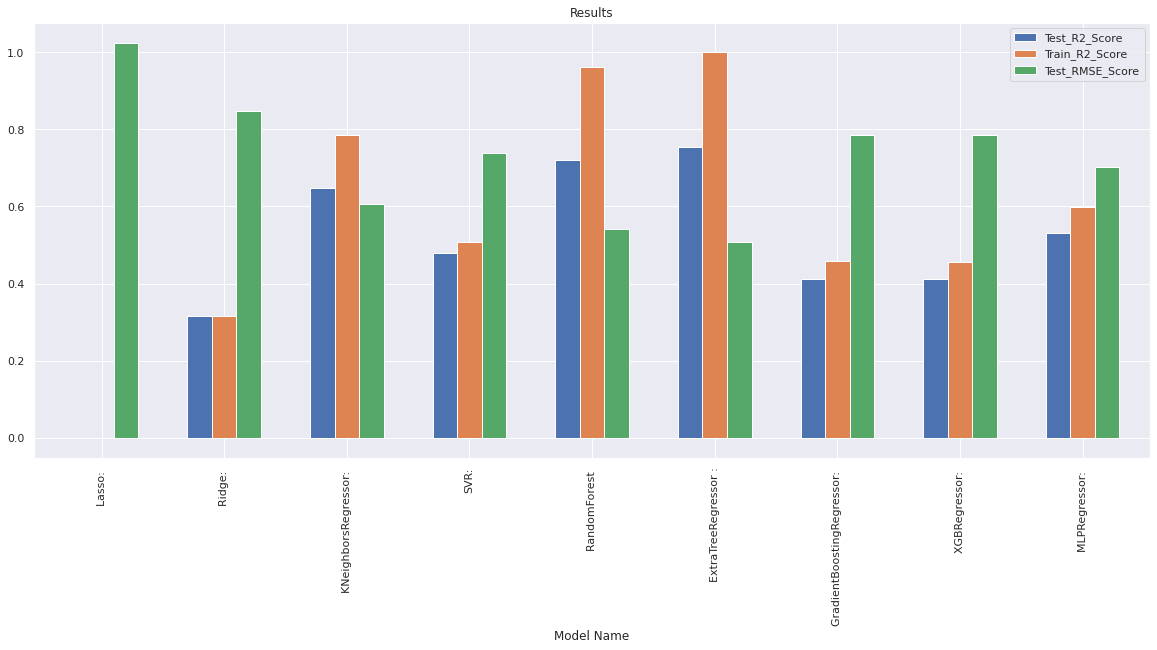 Results
Test_R2_Score
Train_R2_Score
Test_RMSE_Score
1.0
0.8
0.6
0.4
0.2
0.0
Lasso:
Ridge:
KNeighborsRegressor:
SVR:
RandomForest
ExtraTreeRegressor :
GradientBoostingRegressor:
XGBRegressor:
MLPRegressor:
Model Name